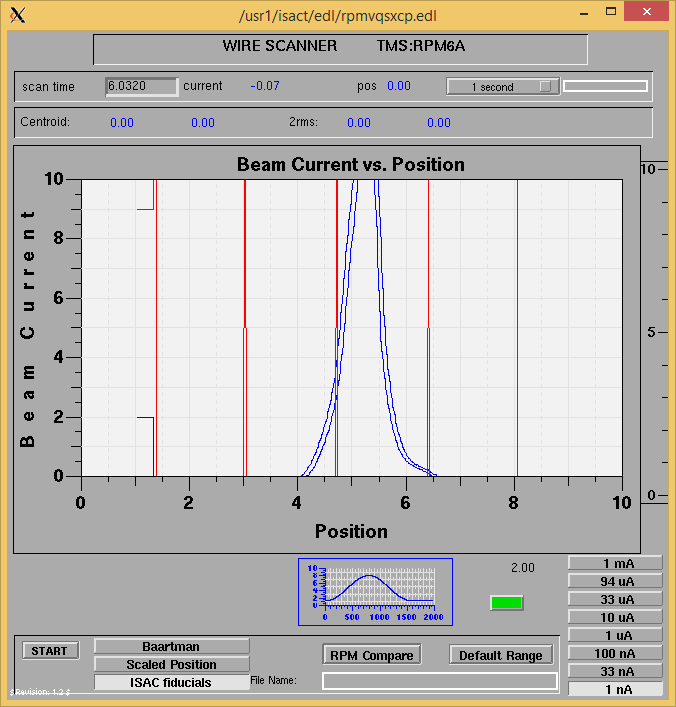 /usr1/isact/edl/rpmvqsxcp.edl
WIRE SCANNER TMS:RPM6A
scan time 6.0320 current -0.07 pos 0.00 1 second
Centroid: 0.00 0.00 2rms: 0.00 0.00
Beam Current vs. Position
10
8
6
4
2
0
Beam Current
0 2 4 6 8 10
Position
10
5
0
10
8
6
4
2
0
0 500 1000 1500 2000
2.00
1 mA
94 uA
33 uA
10 uA
1 uA
100 nA
33 nA
1 nA
START
Baartman
Scaled Position
ISAC fiducials
RPM Compare
Default Range
File Name:
$Revision: 1.2 $